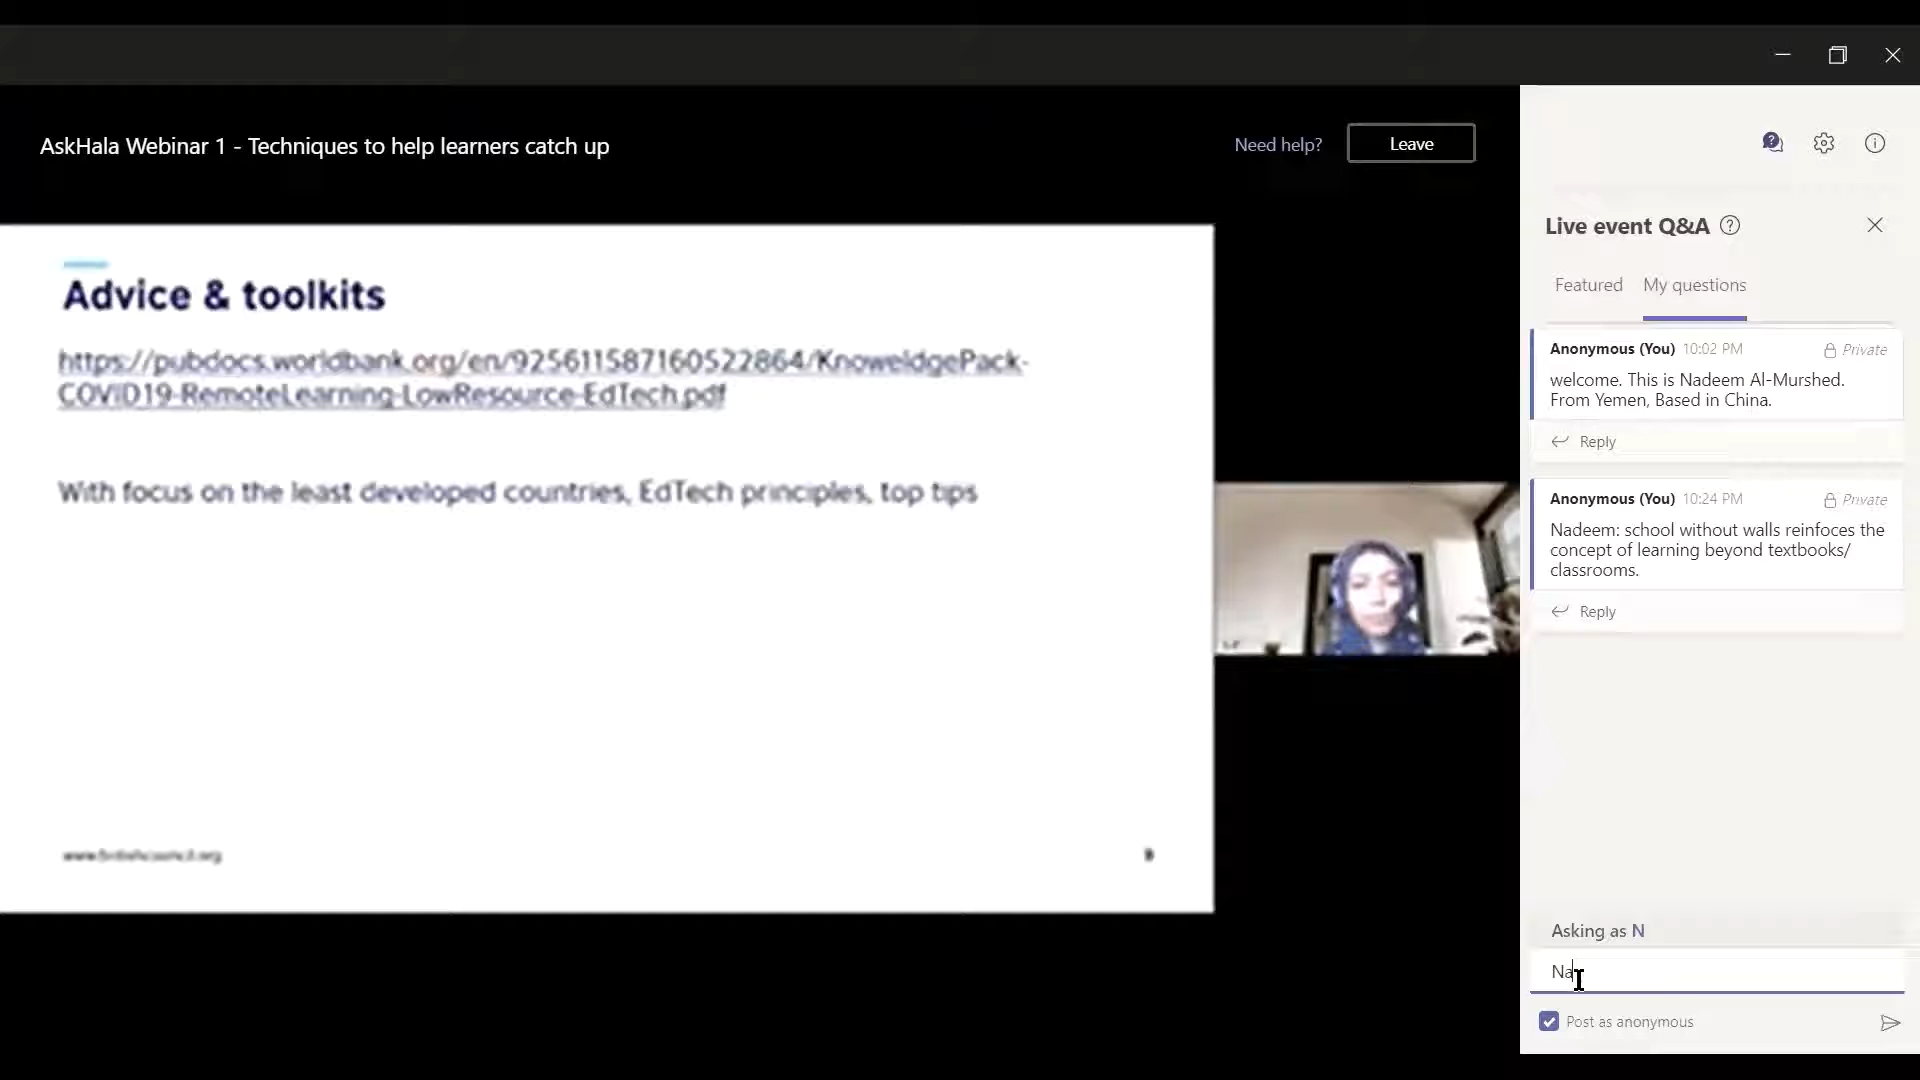 AskHala Webinar 1 - Techniques to help learners catch up
Need help?
Leave
Advice & toolkits
https://pubdocs.worldbank.org/en/925611587160522864/KnoweldgePack-
COVID19-RemoteLearning-LowResource-EdTech.pdf
With focus on the least developed countries, EdTech principles, top tips
www.britishcouncil.org
9
Live event Q&A
Featured
My questions
Anonymous (You) 10:02 PM
Private
welcome. This is Nadeem Al-Murshed.
From Yemen, Based in China.
Reply
Anonymous (You) 10:24 PM
Private
Nadeem: school without walls reinfoces the
concept of learning beyond textbooks/
classrooms.
Reply
Asking as N
Na
Post as anonymous